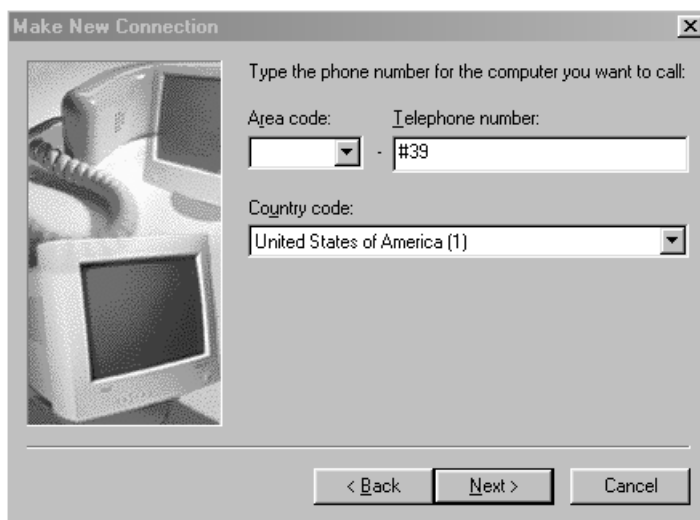 Make New Connection
Type the phone number for the computer you want to call:
Area code: Telephone number:
- #39
Country code:
United States of America (1)
< Back Next > Cancel